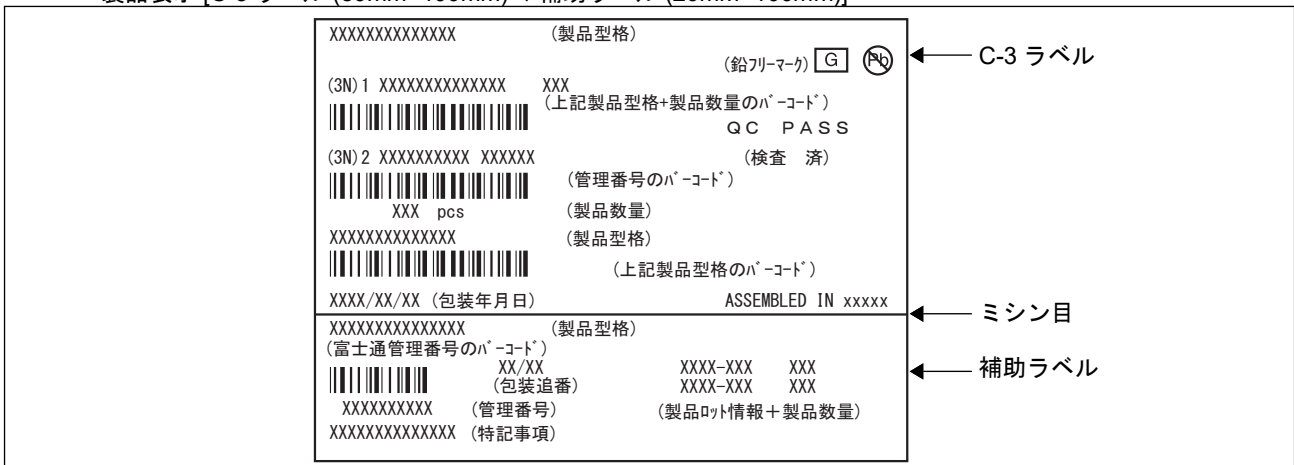 XXXXXXXXXXXXXX (製品型格)
(鉛フリーマーク) G Pb
C-3 ラベル
(3N)1 XXXXXXXXXXXXXX XXX
(上記製品型格+製品数量のバーコード)
QC PASS
(3N)2 XXXXXXXXXX XXXXXX (検査 済)
(管理番号のバーコード)
XXX pcs (製品数量)
XXXXXXXXXXXXXX (製品型格)
(上記製品型格のバーコード)
XXXX/XX/XX (包装年月日) ASSEMBLED IN xxxxx
ミシン目
XXXXXXXXXXXXXXX (製品型格)
(富士通管理番号のバーコード)
XX/XX XXXX-XXX XXX
(包装追番) XXXX-XXX XXX
補助ラベル
XXXXXXXXXX (管理番号) (製品ロット情報+製品数量)
XXXXXXXXXXXXXX (特記事項)